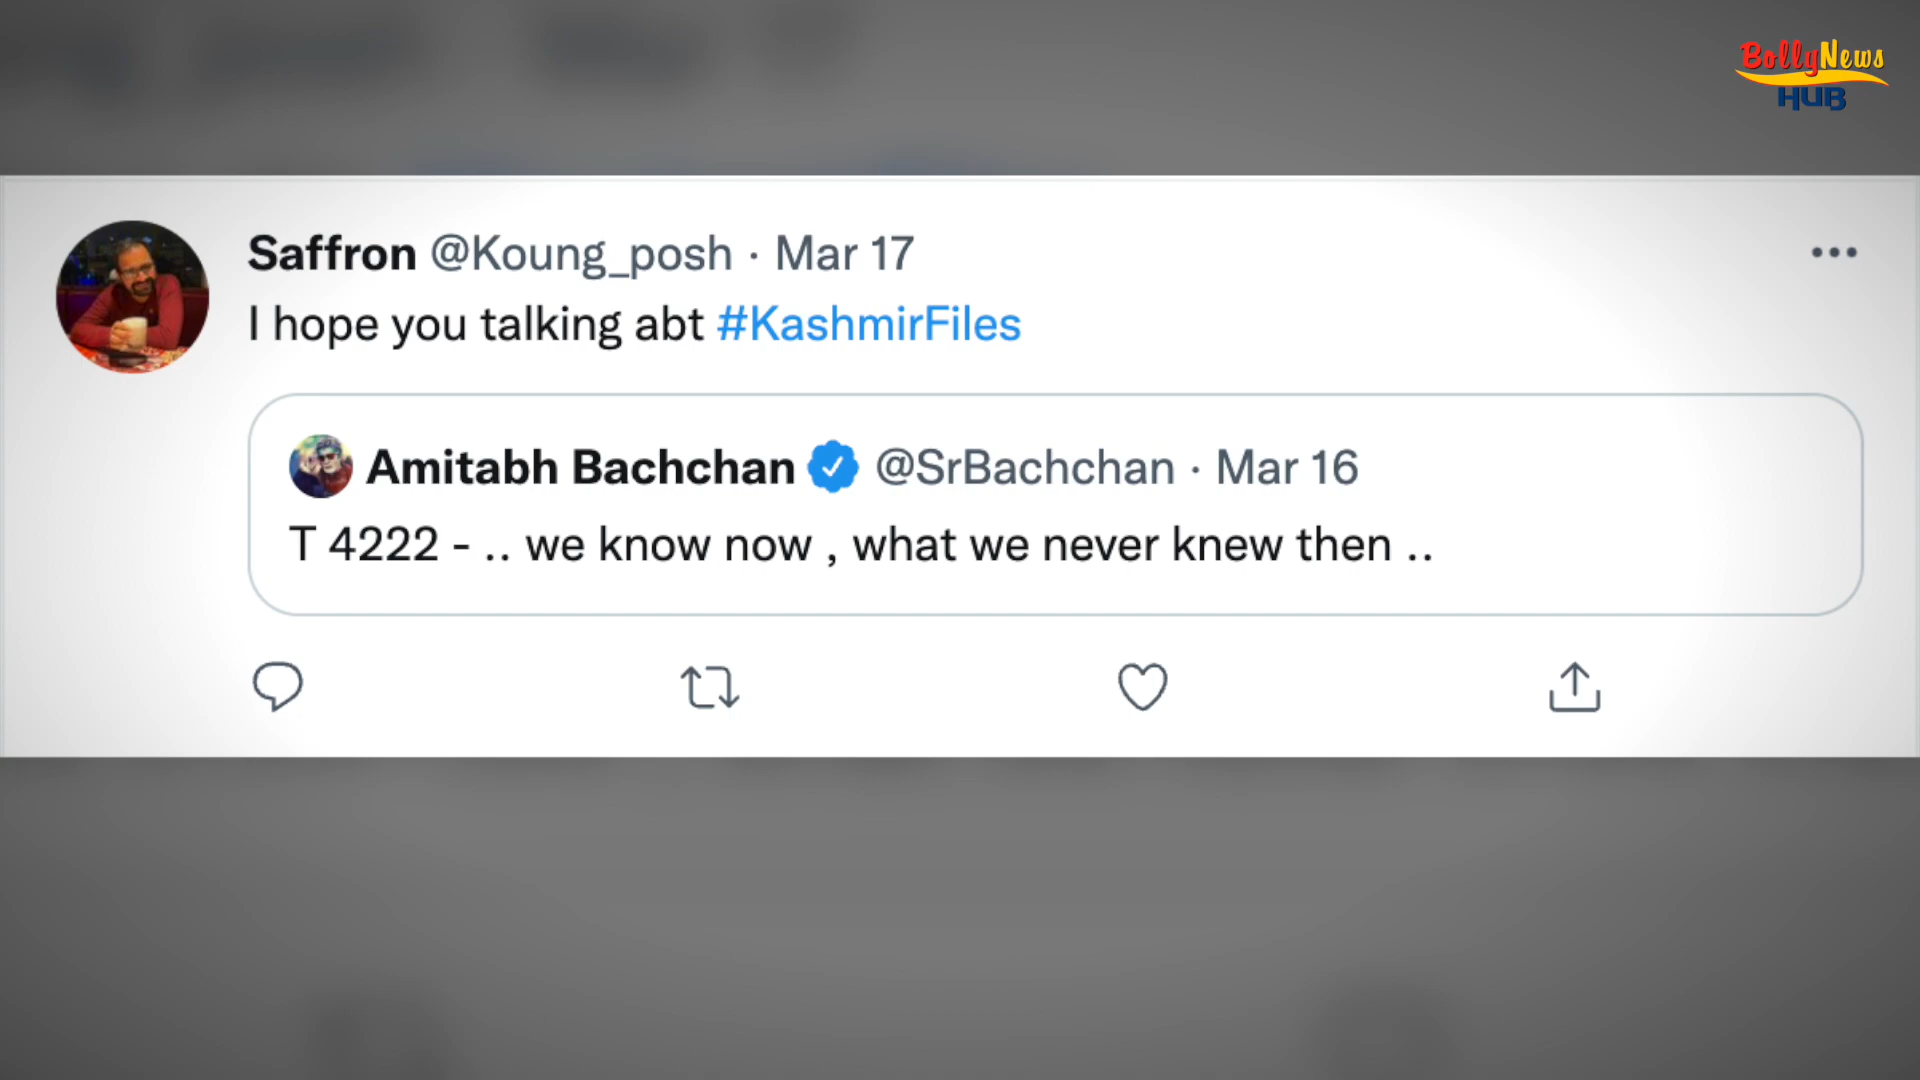 BollyNews
HUB
Saffron @Koung_posh · Mar 17
I hope you talking abt #KashmirFiles
Amitabh Bachchan @SrBachchan · Mar 16
T 4222 - .. we know now , what we never knew then ..